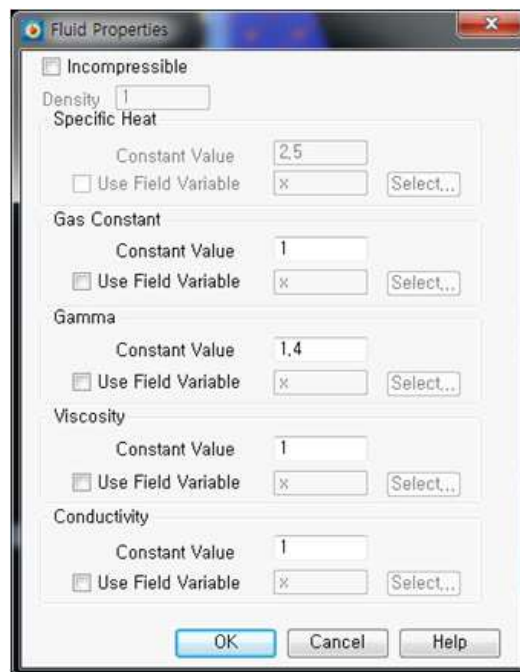 Fluid Properties
Incompressible
Density 1
Specific Heat
Constant Value 2.5
Use Field Variable x Select...
Gas Constant
Constant Value 1
Use Field Variable x Select...
Gamma
Constant Value 1.4
Use Field Variable x Select...
Viscosity
Constant Value 1
Use Field Variable x Select...
Conductivity
Constant Value 1
Use Field Variable x Select...
OK Cancel Help